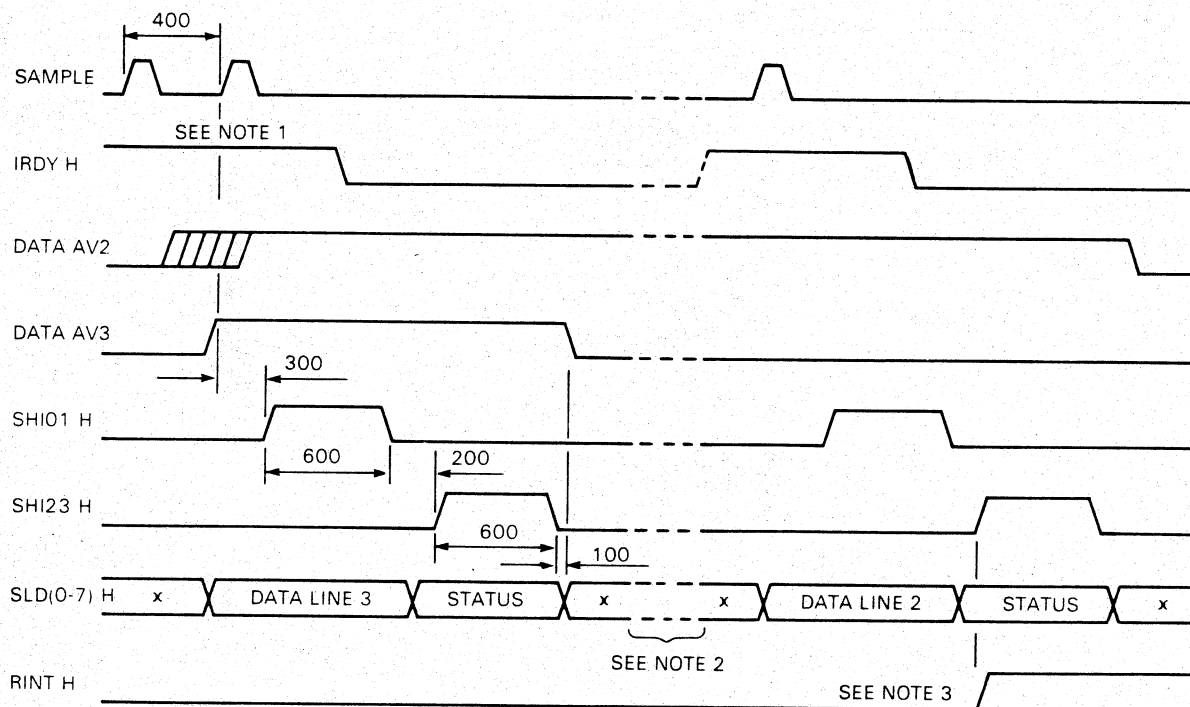 400
SAMPLE
SEE NOTE 1
IRDY H
DATA AV2
DATA AV3
300
SHI01 H
600
200
SHI23 H
600
100
SLD(0-7) H x DATA LINE 3 STATUS x x DATA LINE 2 STATUS x
SEE NOTE 2
RINT H
SEE NOTE 3